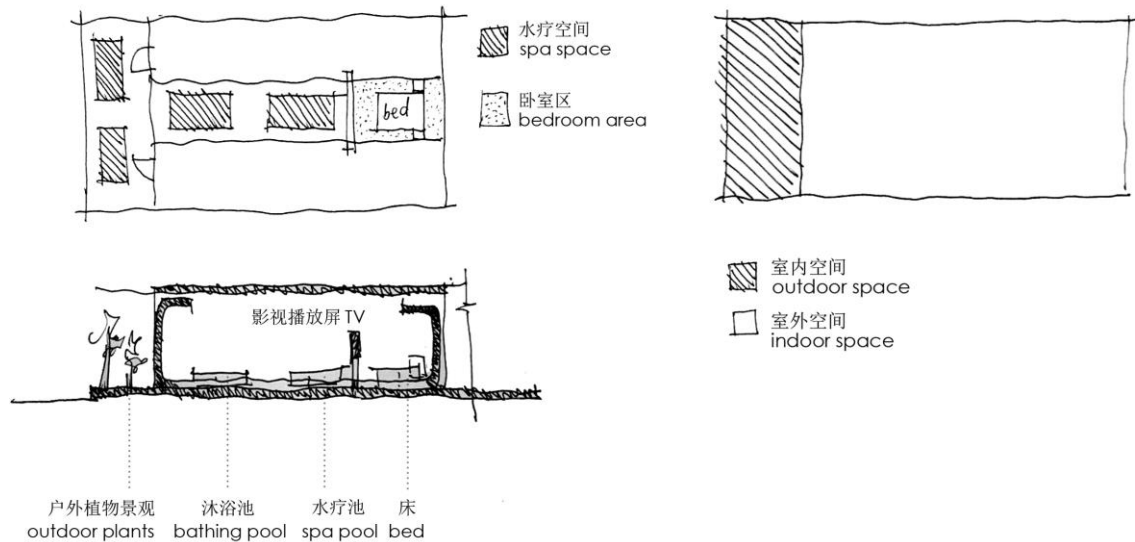 水疗空间
spa space
bed
卧室区
bedroom area
室内空间
outdoor space
室外空间
indoor space
影视播放屏 TV
户外植物景观
outdoor plants
沐浴池
bathing pool
水疗池
spa pool
床
bed